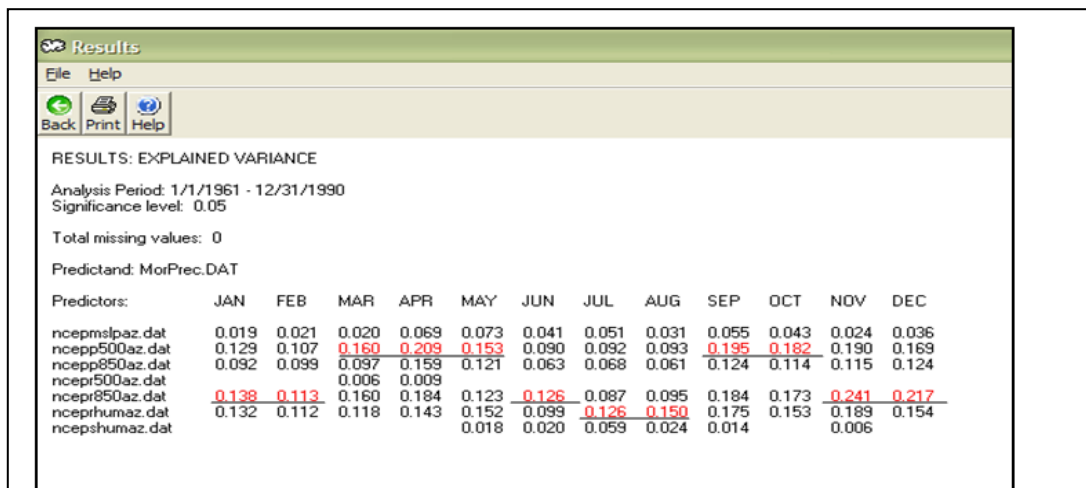 Results
File Help
Back Print Help
RESULTS: EXPLAINED VARIANCE
Analysis Period: 1/1/1961 - 12/31/1990
Significance level: 0.05
Total missing values: 0
Predictand: MorPrec.DAT
Predictors: JAN FEB MAR APR MAY JUN JUL AUG SEP OCT NOV DEC
ncepmslpaz.dat 0.019 0.021 0.020 0.069 0.073 0.041 0.051 0.031 0.055 0.043 0.024 0.036
ncepp500az.dat 0.129 0.107 0.160 0.209 0.153 0.090 0.092 0.093 0.195 0.182 0.190 0.169
ncepp850az.dat 0.092 0.099 0.097 0.159 0.121 0.063 0.068 0.061 0.124 0.114 0.115 0.124
ncepr500az.dat 0.006 0.009
ncepr850az.dat 0.138 0.113 0.160 0.184 0.123 0.126 0.087 0.095 0.184 0.173 0.241 0.217
nceprhumaz.dat 0.132 0.112 0.118 0.143 0.152 0.099 0.126 0.150 0.175 0.153 0.189 0.154
ncepshumaz.dat 0.018 0.020 0.059 0.024 0.014 0.006